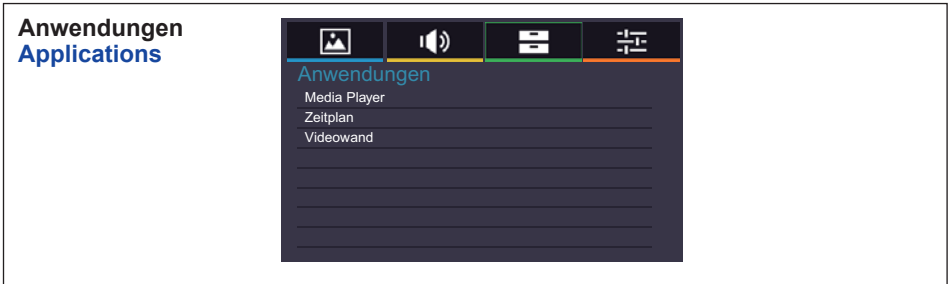 Anwendungen
Applications
Anwendungen
Media Player
Zeitplan
Videowand